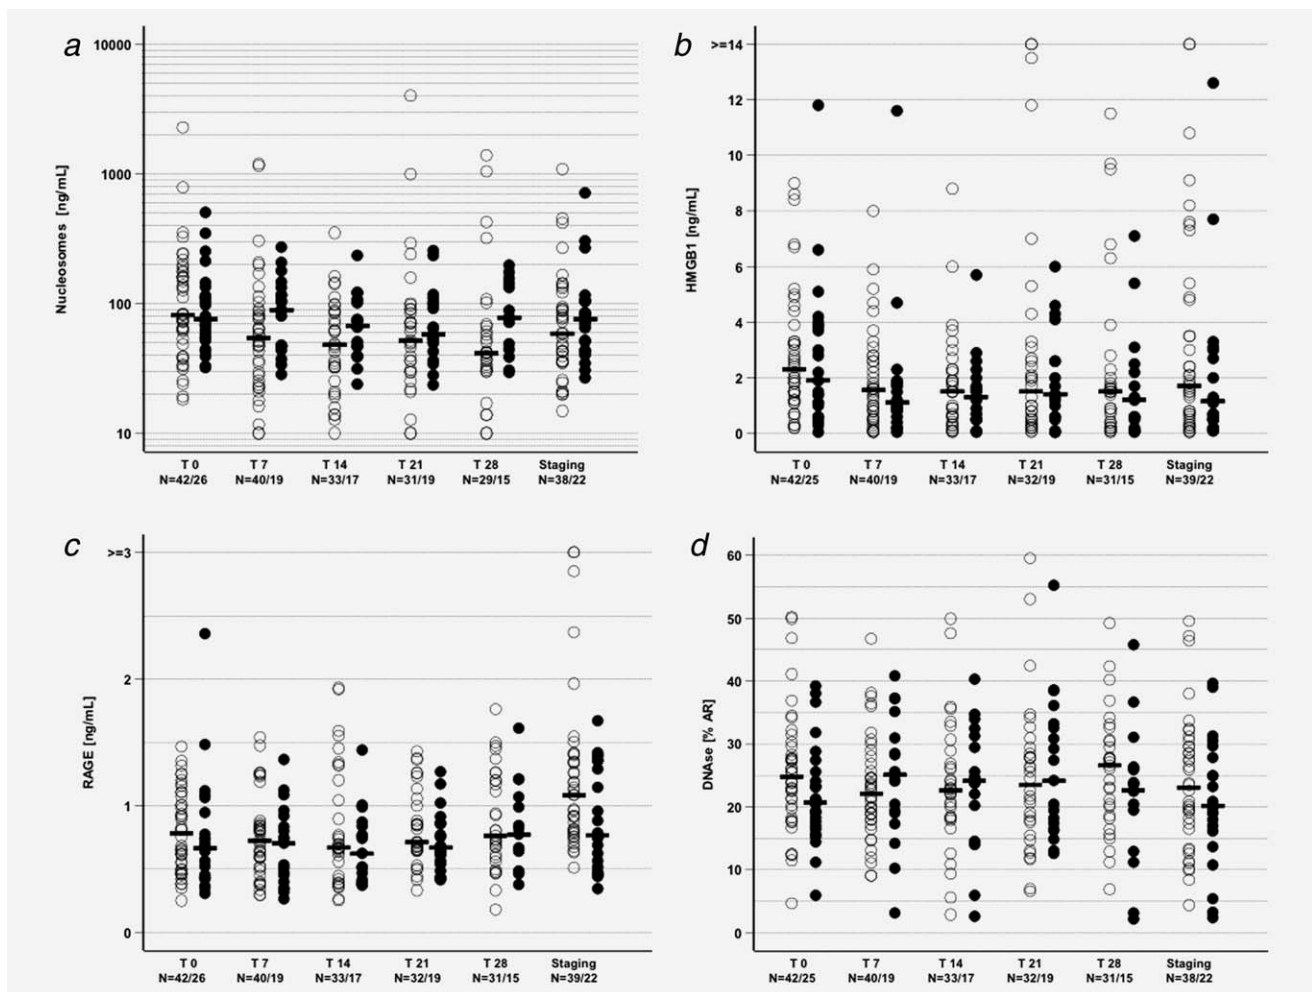 a
10000
1000
100
10
Nucleosomes [ng/mL]
T 0 T 7 T 14 T 21 T 28 Staging
N=42/26 N=40/19 N=33/17 N=31/19 N=29/15 N=38/22
b
>=14
12
10
8
6
4
2
0
HMGB1 [ng/mL]
T 0 T 7 T 14 T 21 T 28 Staging
N=42/25 N=40/19 N=33/17 N=32/19 N=31/15 N=39/22
c
>=3
2
1
0
RAGE [ng/mL]
T 0 T 7 T 14 T 21 T 28 Staging
N=42/26 N=40/19 N=33/17 N=32/19 N=31/15 N=39/22
d
60
50
40
30
20
10
0
DNAse [% AR]
T 0 T 7 T 14 T 21 T 28 Staging
N=42/25 N=40/19 N=33/17 N=32/19 N=31/15 N=38/22